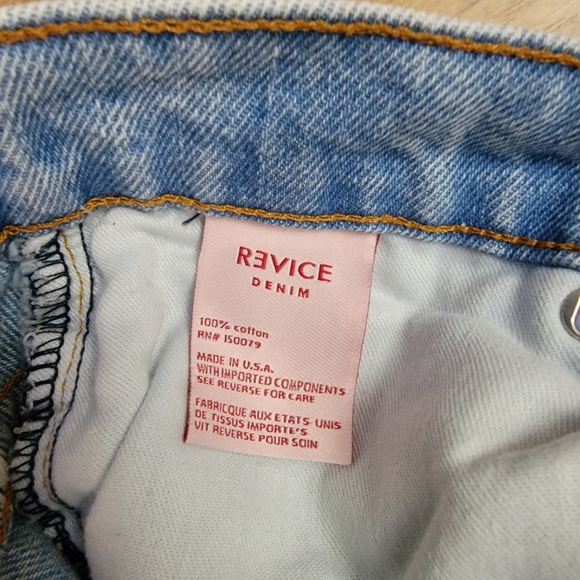 RƎVICE
DENIM
100% cotton
RN# 150079
MADE IN U.S.A.
WITH IMPORTED COMPONENTS
SEE REVERSE FOR CARE
FABRICQUE AUX ETATS UNIS
DE TISSUS IMPORTE'S
VIT REVERSE POUR SOIN